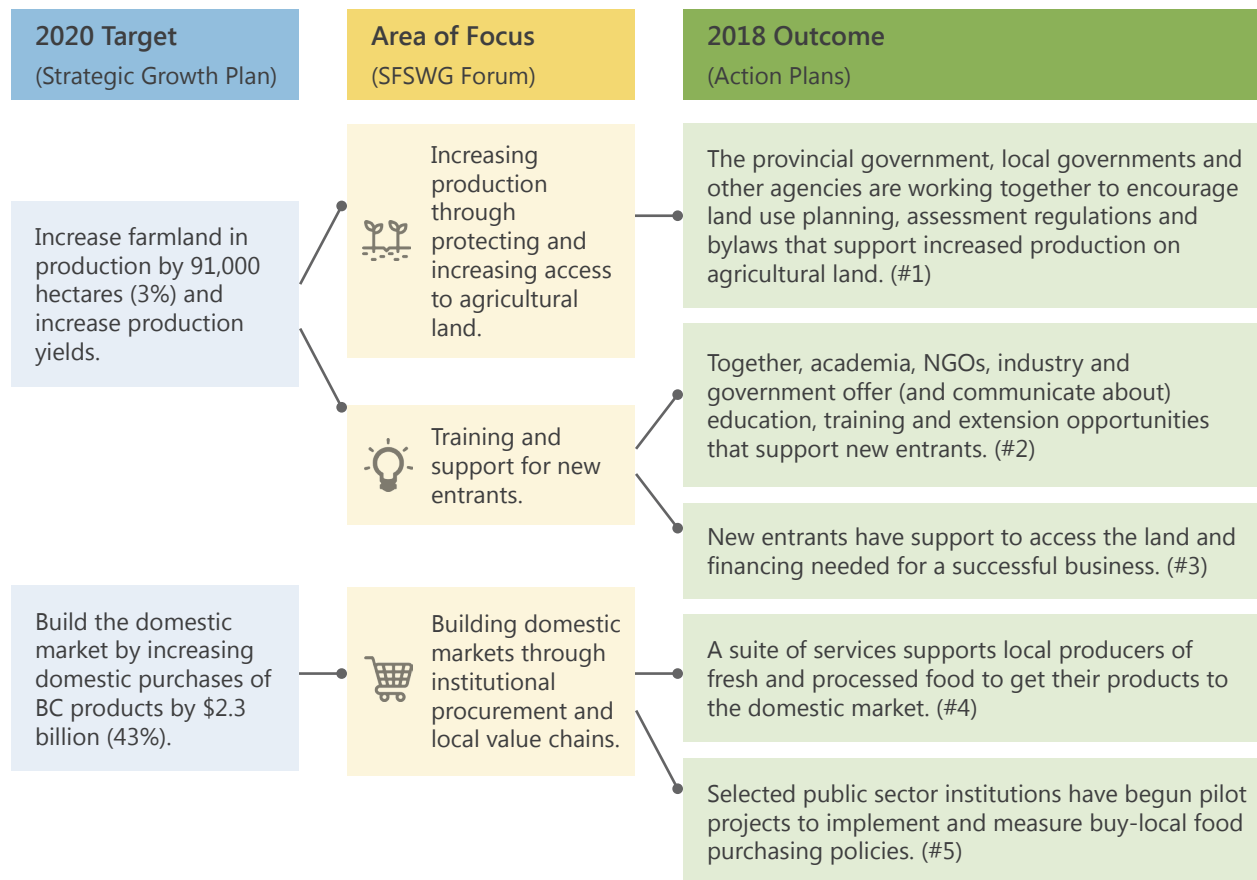 2020 Target
(Strategic Growth Plan)
Area of Focus
(SFSWG Forum)
2018 Outcome
(Action Plans)
Increase farmland in
production by 91,000
hectares (3%) and
increase production
yields.
Increasing
production
through
protecting and
increasing access
to agricultural
land.
The provincial government, local governments and
other agencies are working together to encourage
land use planning, assessment regulations and
bylaws that support increased production on
agricultural land. (#1)
Training and
support for new
entrants.
Together, academia, NGOs, industry and
government offer (and communicate about)
education, training and extension opportunities
that support new entrants. (#2)
New entrants have support to access the land and
financing needed for a successful business. (#3)
Build the domestic
market by increasing
domestic purchases of
BC products by $2.3
billion (43%).
Building domestic
markets through
institutional
procurement and
local value chains.
A suite of services supports local producers of
fresh and processed food to get their products to
the domestic market. (#4)
Selected public sector institutions have begun pilot
projects to implement and measure buy-local food
purchasing policies. (#5)